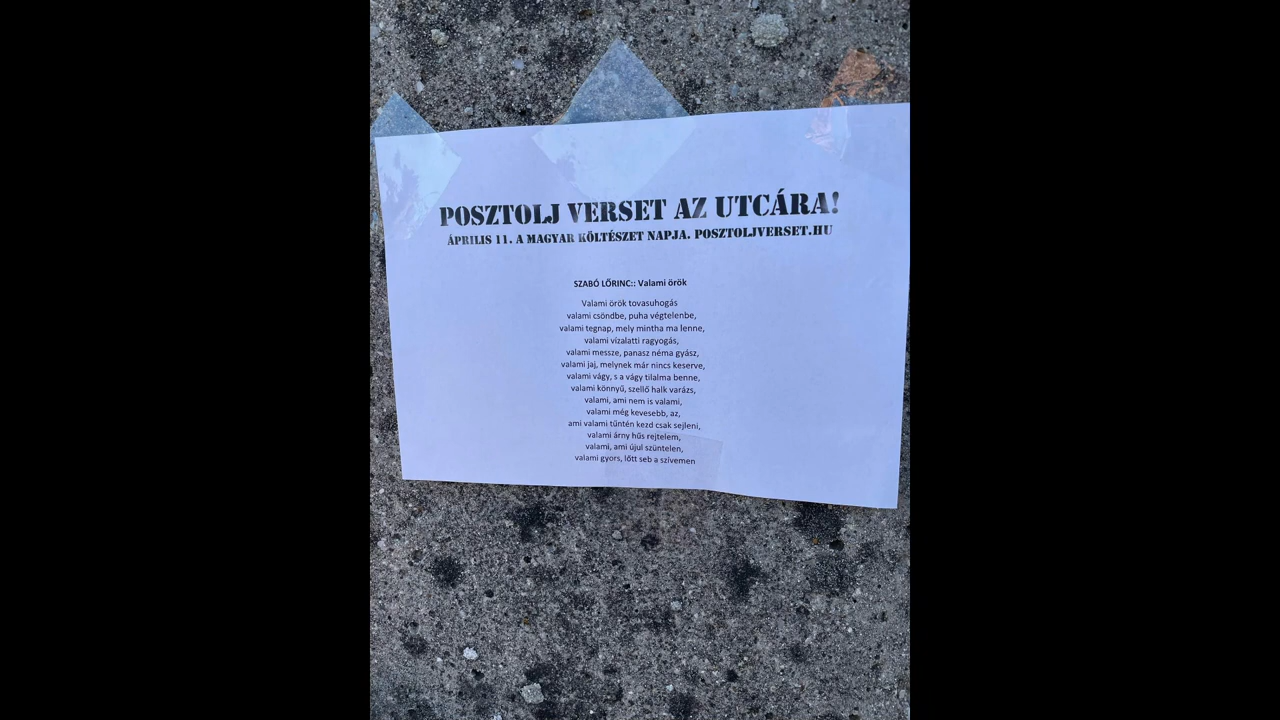 POSZTOLJ VERSET AZ UTCÁRA!
ÁPRILIS 11. A MAGYAR KÖLTÉSZET NAPJA. POSZTOLJVERSET.HU
SZABÓ LŐRINC:: Valami örök
Valami örök tovasuhogás
valami csöndbe, puha végtelenbe,
valami tegnap, mely mintha ma lenne,
valami vízalatti ragyogás,
valami messze, panasz néma gyász,
valami jaj, melynek már nincs keserve,
valami vágy, s a vágy tilalma benne,
valami könnyű, szellő halk varázs,
valami, ami nem is valami,
valami még kevesebb, az,
ami valami tűntén kezd csak sejleni,
valami árny hűs rejtelem,
valami, ami újul szüntelen,
valami gyors, lőtt seb a szívemen